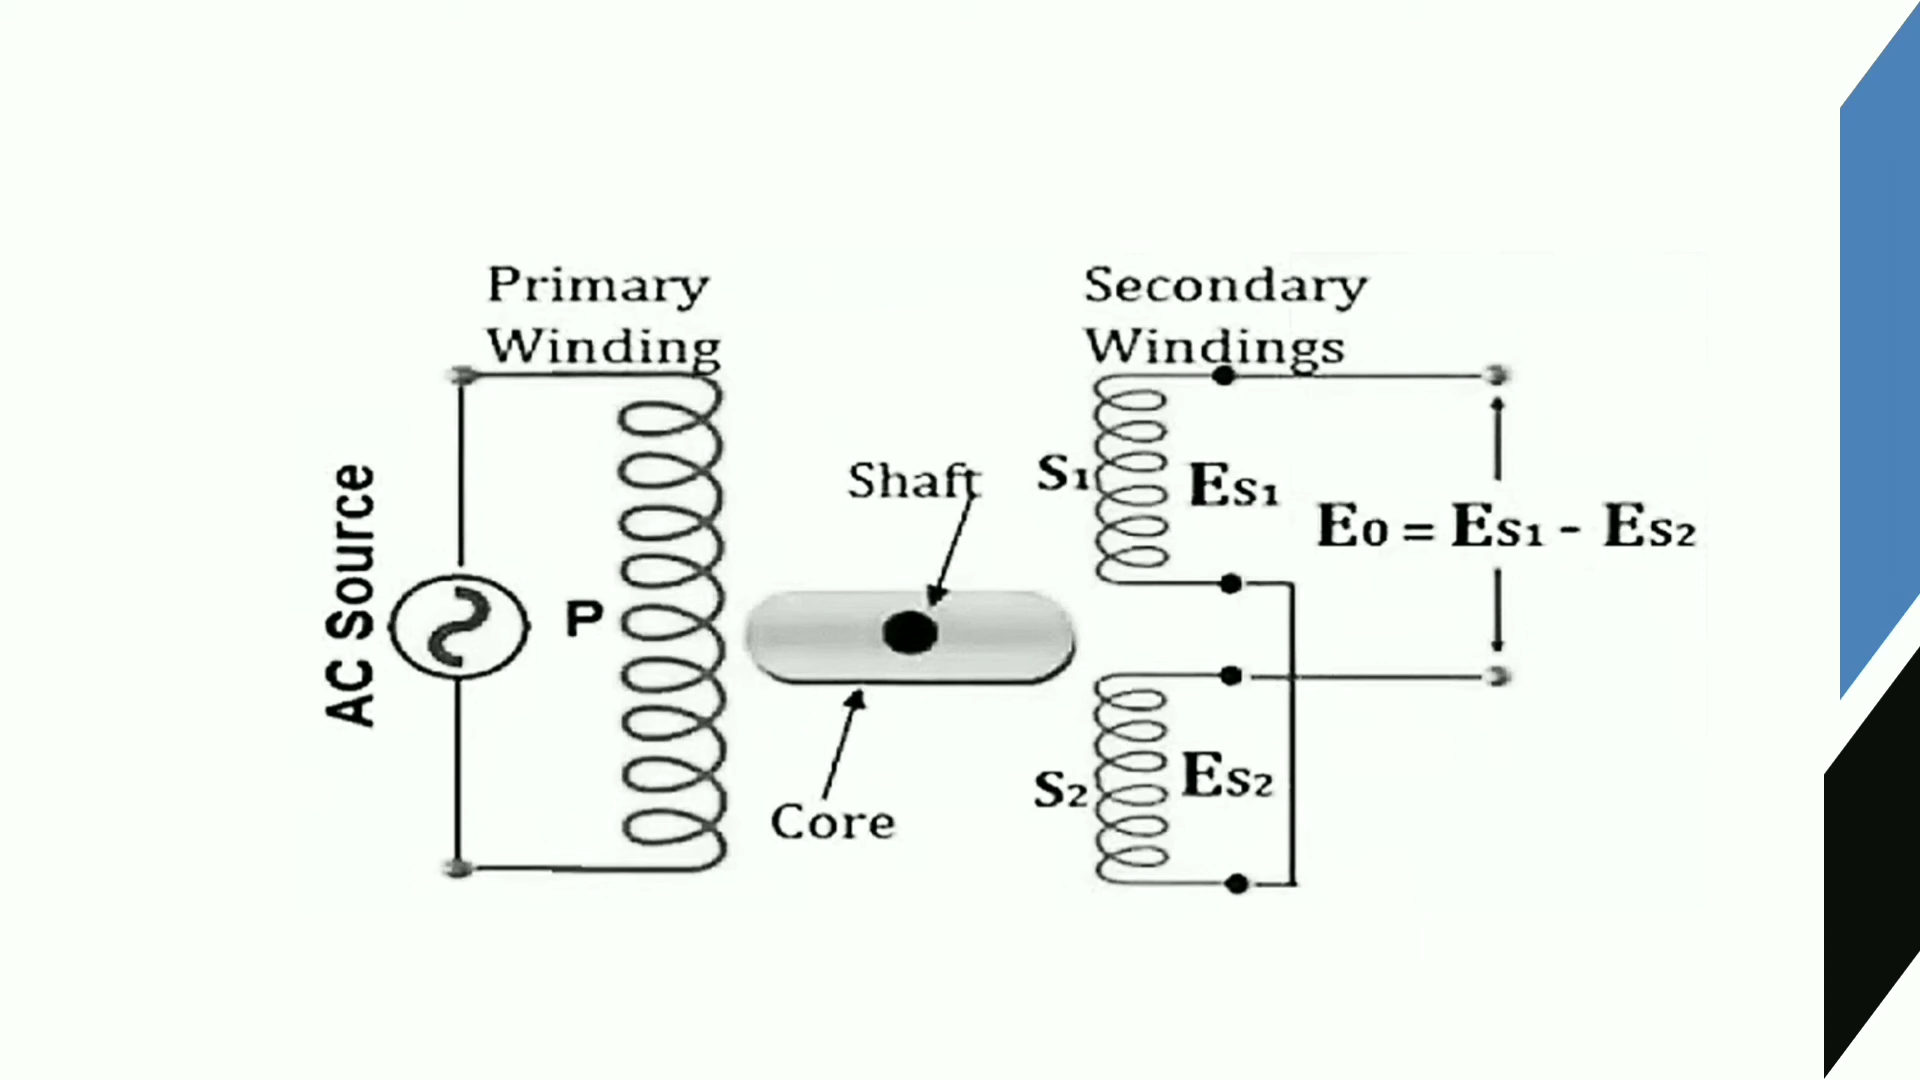 Primary
Winding
Secondary
Windings
AC Source
P
Shaft
Core
S1
Es1
Eo = Es1 - Es2
S2
Es2